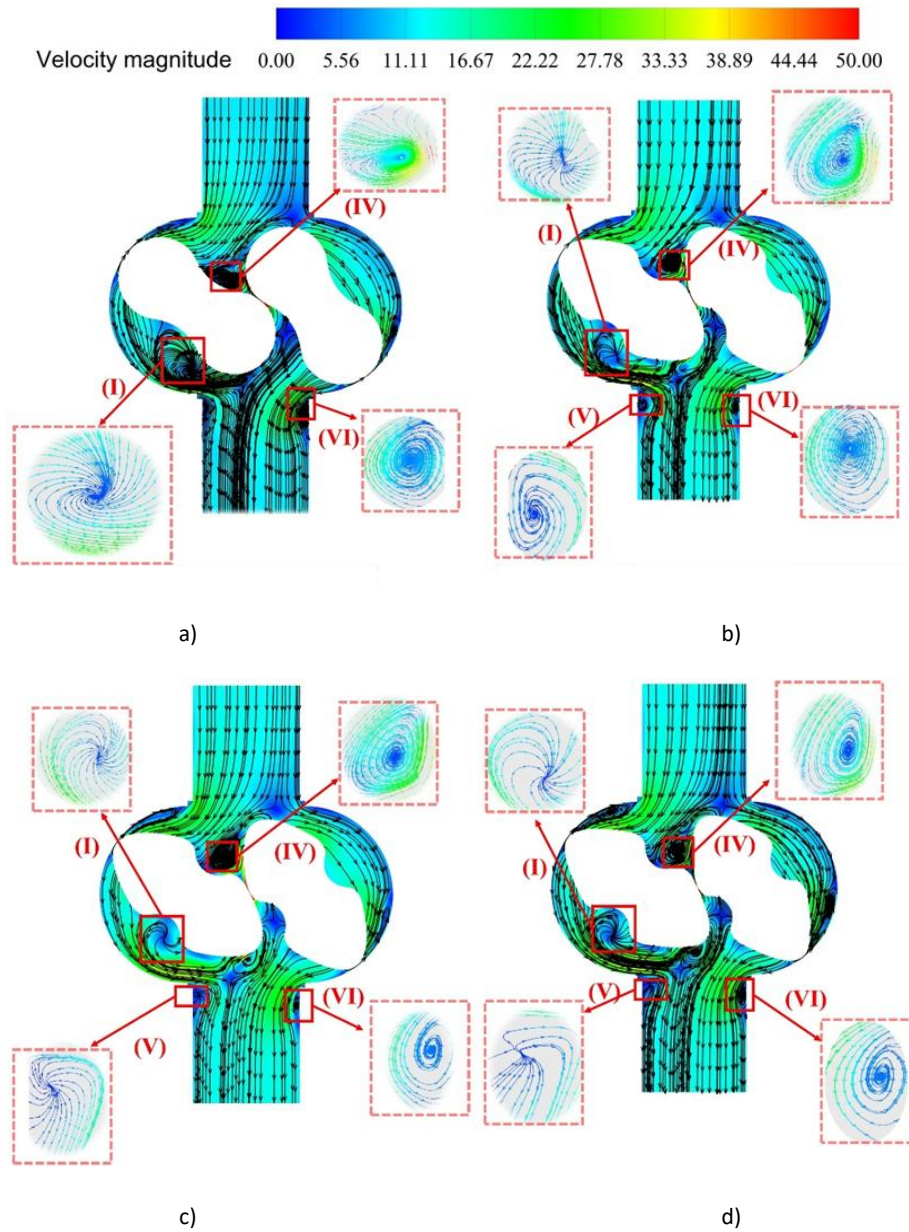 Velocity magnitude 0.00 5.56 11.11 16.67 22.22 27.78 33.33 38.89 44.44 50.00
(IV)
(I)
(VI)
(I)
(IV)
(V)
(VI)
a) b)
(I)
(IV)
(V)
(VI)
(I)
(IV)
(V)
(VI)
c) d)